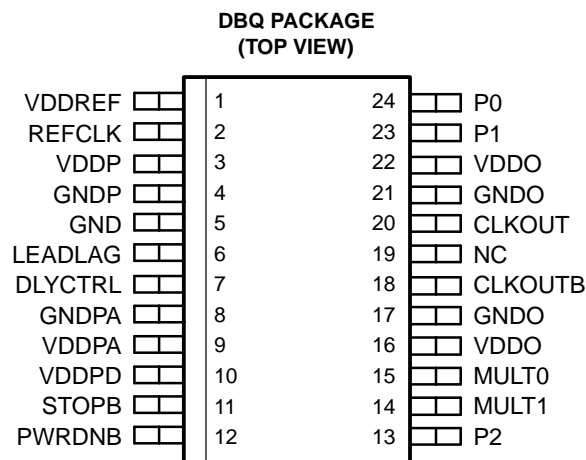 DBQ PACKAGE
(TOP VIEW)
VDDREF 1 24 P0
REFCLK 2 23 P1
VDDP 3 22 VDDO
GNDP 4 21 GNDO
GND 5 20 CLKOUT
LEADLAG 6 19 NC
DLYCTRL 7 18 CLKOUTB
GNDPA 8 17 GNDO
VDDPA 9 16 VDDO
VDDPD 10 15 MULT0
STOPB 11 14 MULT1
PWRDNB 12 13 P2